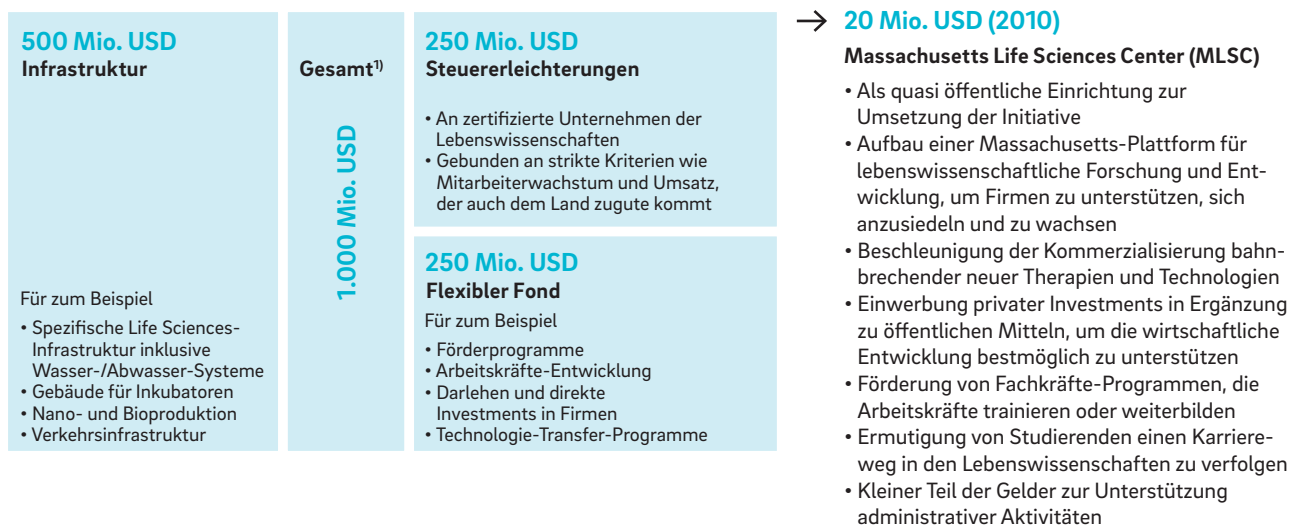 500 Mio. USD
Infrastruktur
Für zum Beispiel
• Spezifische Life Sciences-
Infrastruktur inklusive
Wasser-/Abwasser-Systeme
• Gebäude für Inkubatoren
• Nano- und Bioproduktion
• Verkehrsinfrastruktur
Gesamt¹⁾
1.000 Mio. USD
250 Mio. USD
Steuererleichterungen
• An zertifizierte Unternehmen der
Lebenswissenschaften
• Gebunden an strikte Kriterien wie
Mitarbeiterwachstum und Umsatz,
der auch dem Land zugute kommt
250 Mio. USD
Flexibler Fond
Für zum Beispiel
• Förderprogramme
• Arbeitskräfte-Entwicklung
• Darlehen und direkte
Investments in Firmen
• Technologie-Transfer-Programme
→ 20 Mio. USD (2010)
Massachusetts Life Sciences Center (MLSC)
• Als quasi öffentliche Einrichtung zur
Umsetzung der Initiative
• Aufbau einer Massachusetts-Plattform für
lebenswissenschaftliche Forschung und Ent-
wicklung, um Firmen zu unterstützen, sich
anzusiedeln und zu wachsen
• Beschleunigung der Kommerzialisierung bahn-
brechender neuer Therapien und Technologien
• Einwerbung privater Investments in Ergänzung
zu öffentlichen Mitteln, um die wirtschaftliche
Entwicklung bestmöglich zu unterstützen
• Förderung von Fachkräfte-Programmen, die
Arbeitskräfte trainieren oder weiterbilden
• Ermutigung von Studierenden einen Karriere-
weg in den Lebenswissenschaften zu verfolgen
• Kleiner Teil der Gelder zur Unterstützung
administrativer Aktivitäten